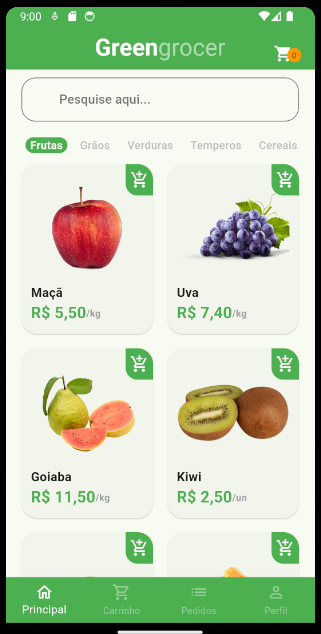 9:00
Greengrocer
0
Pesquise aqui...
Frutas Grãos Verduras Temperos Cereais
Maçã
R$ 5,50/kg
Uva
R$ 7,40/kg
Goiaba
R$ 11,50/kg
Kiwi
R$ 2,50/un
Principal Carrinho Pedidos Perfil